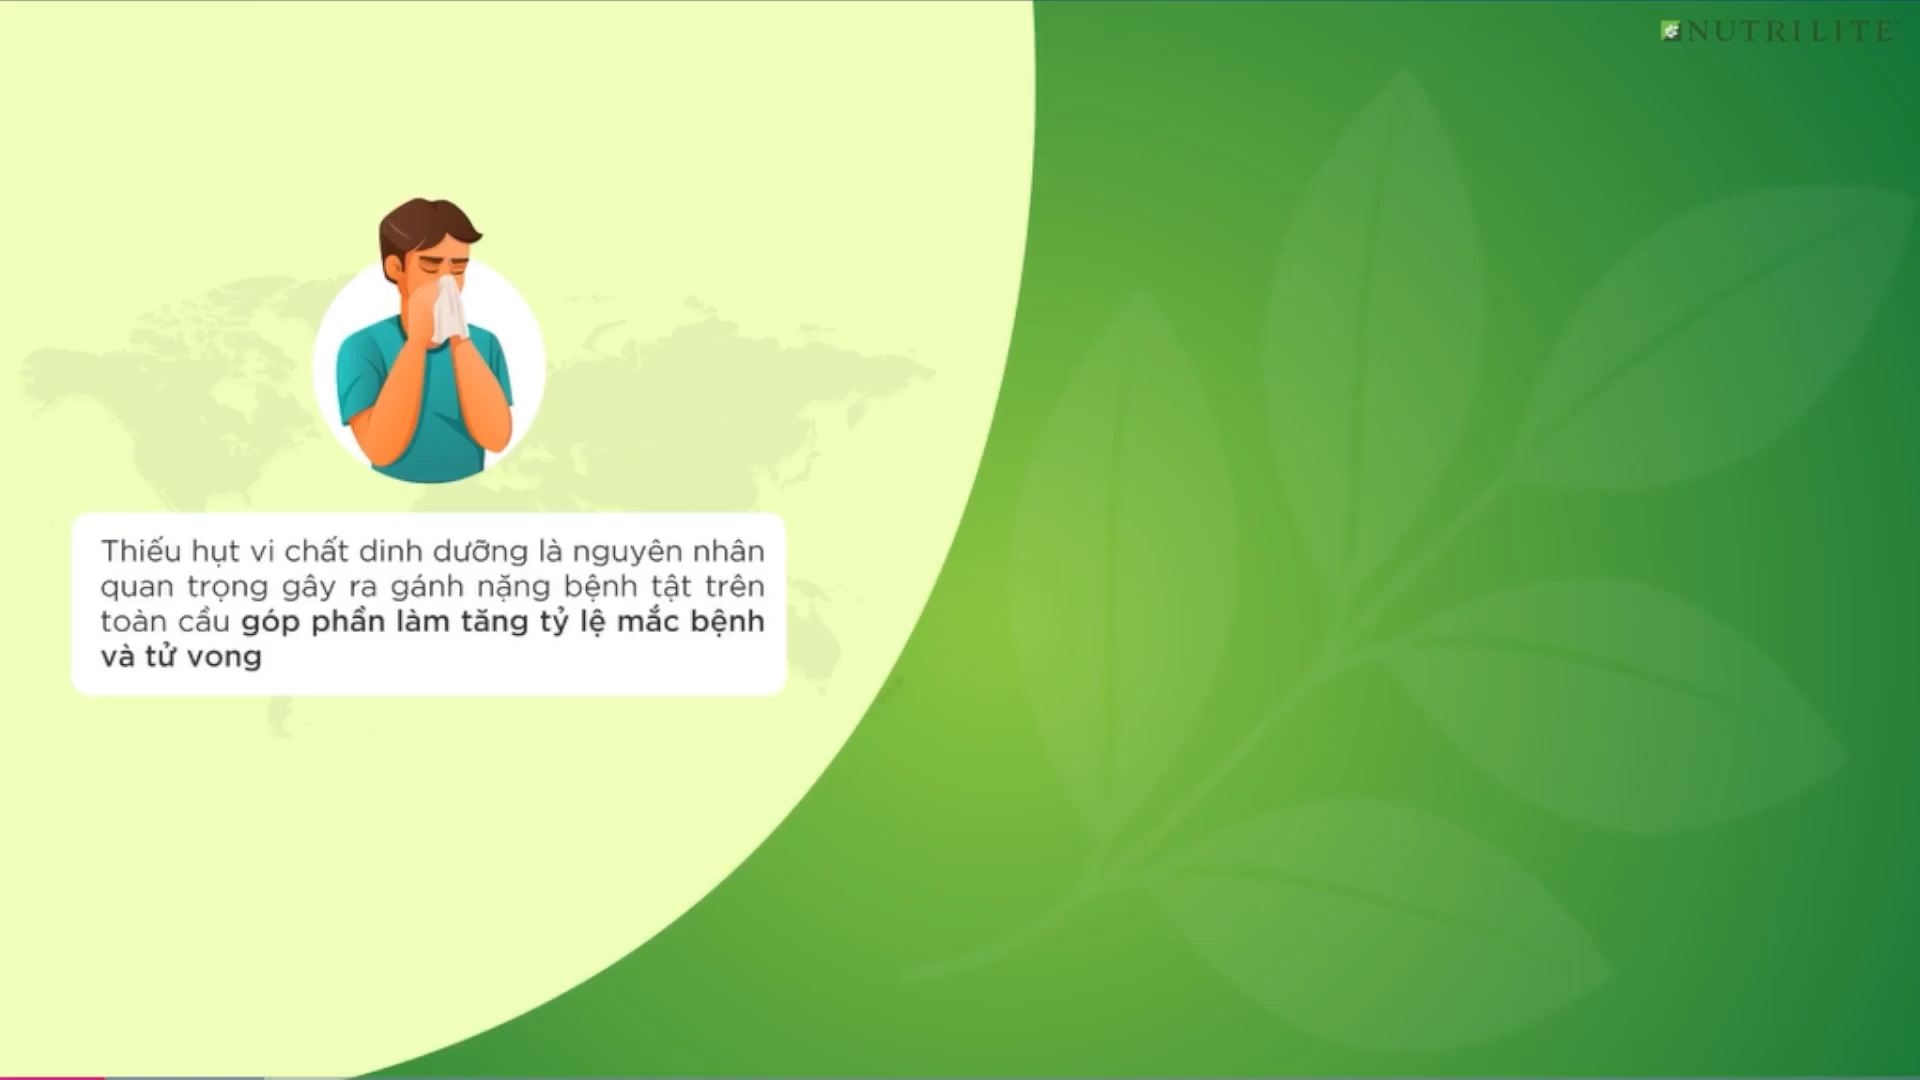 NUTRILITE
Thiếu hụt vi chất dinh dưỡng là nguyên nhân
quan trọng gây ra gánh nặng bệnh tật trên
toàn cầu góp phần làm tăng tỷ lệ mắc bệnh
và tử vong